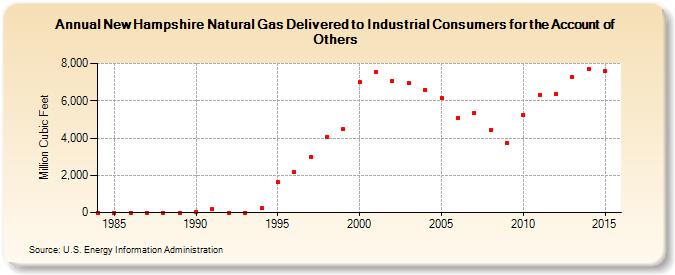 Annual New Hampshire Natural Gas Delivered to Industrial Consumers for the Account of
Others
Million Cubic Feet
8,000
6,000
4,000
2,000
0
1985 1990 1995 2000 2005 2010 2015
Source: U.S. Energy Information Administration